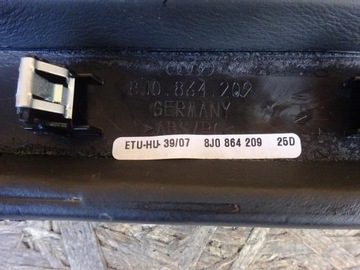 8J0.864.209
GERMANY
ETU-HU- 39/07 8J0 864 209 25D